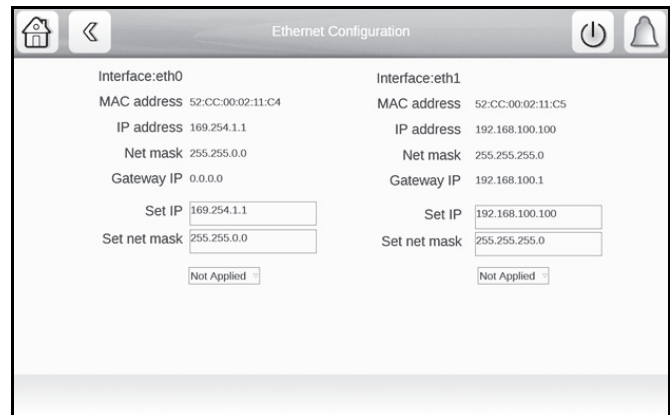 Ethernet Configuration
Interface:eth0
MAC address 52:CC:00:02:11:C4
IP address 169.254.1.1
Net mask 255.255.0.0
Gateway IP 0.0.0.0
Set IP 169.254.1.1
Set net mask 255.255.0.0
Not Applied
Interface:eth1
MAC address 52:CC:00:02:11:C5
IP address 192.168.100.100
Net mask 255.255.255.0
Gateway IP 192.168.100.1
Set IP 192.168.100.100
Set net mask 255.255.255.0
Not Applied